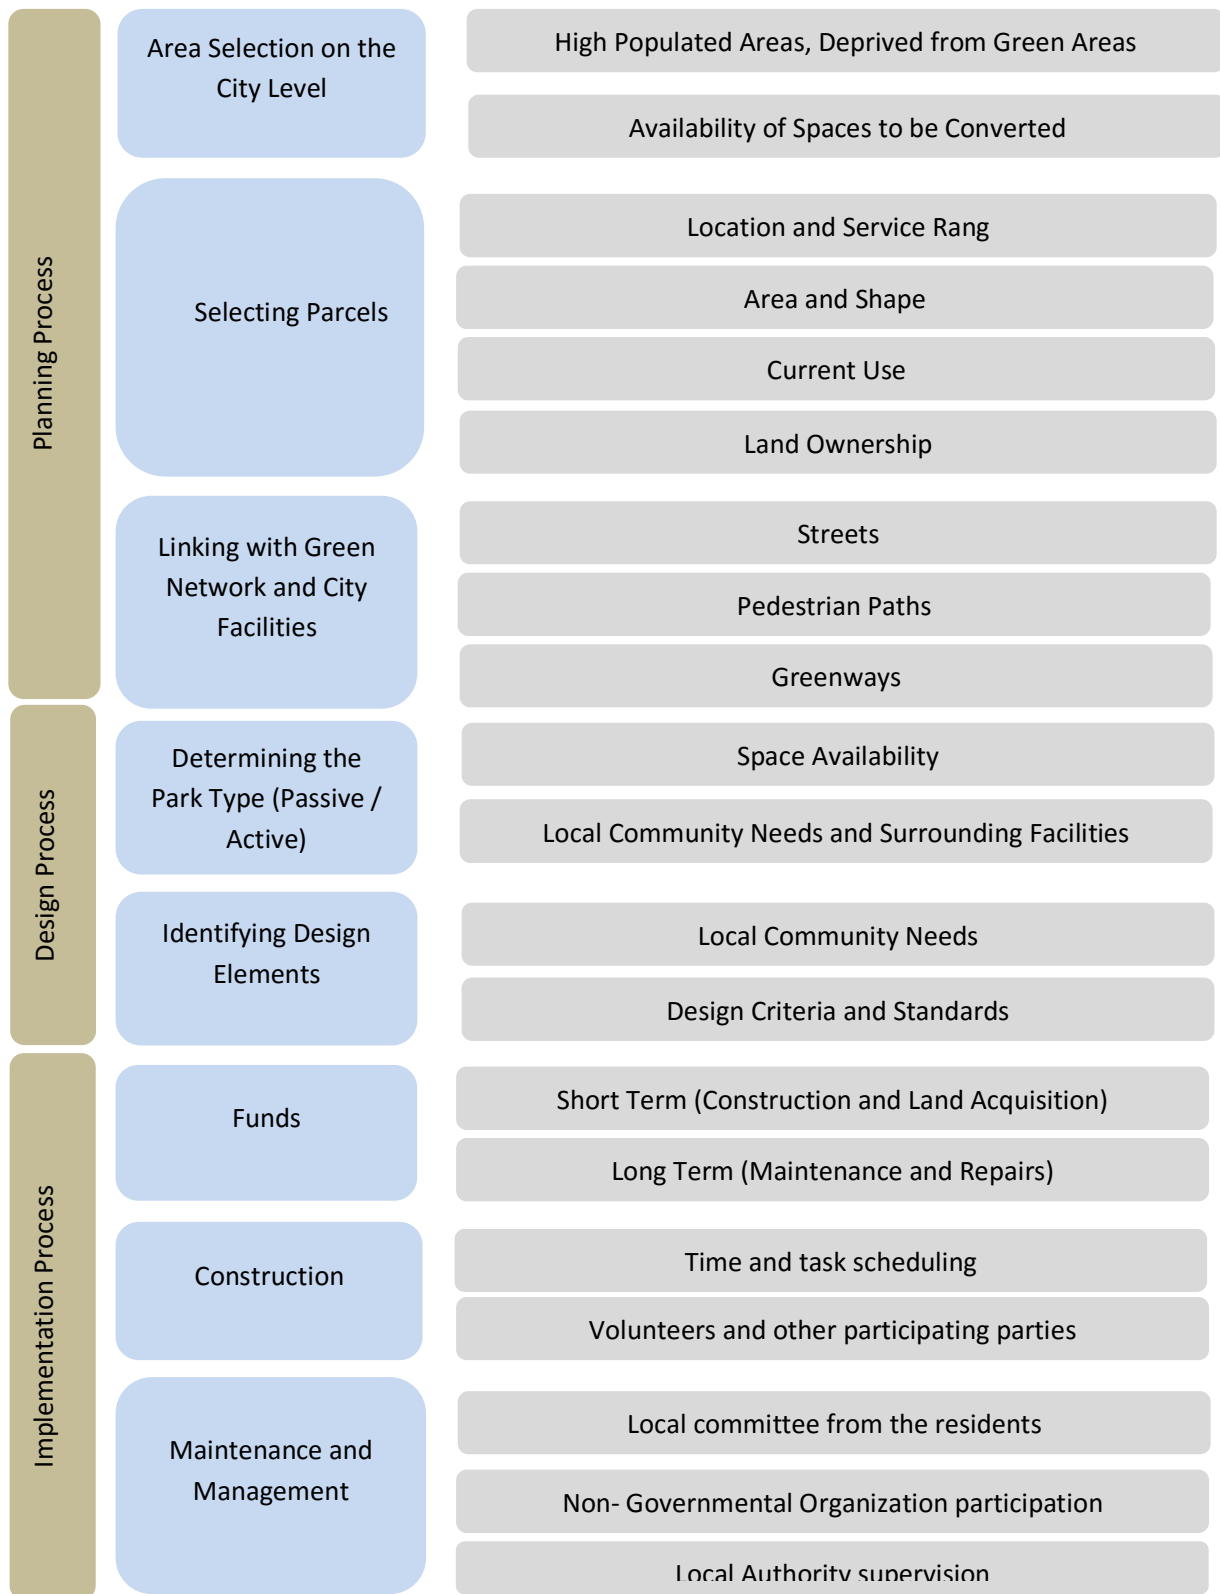 Planning Process
Area Selection on the
City Level
High Populated Areas, Deprived from Green Areas
Availability of Spaces to be Converted
Selecting Parcels
Location and Service Rang
Area and Shape
Current Use
Land Ownership
Linking with Green
Network and City
Facilities
Streets
Pedestrian Paths
Greenways
Design Process
Determining the
Park Type (Passive /
Active)
Space Availability
Local Community Needs and Surrounding Facilities
Identifying Design
Elements
Local Community Needs
Design Criteria and Standards
Implementation Process
Funds
Short Term (Construction and Land Acquisition)
Long Term (Maintenance and Repairs)
Construction
Time and task scheduling
Volunteers and other participating parties
Maintenance and
Management
Local committee from the residents
Non- Governmental Organization participation
Local Authority supervision